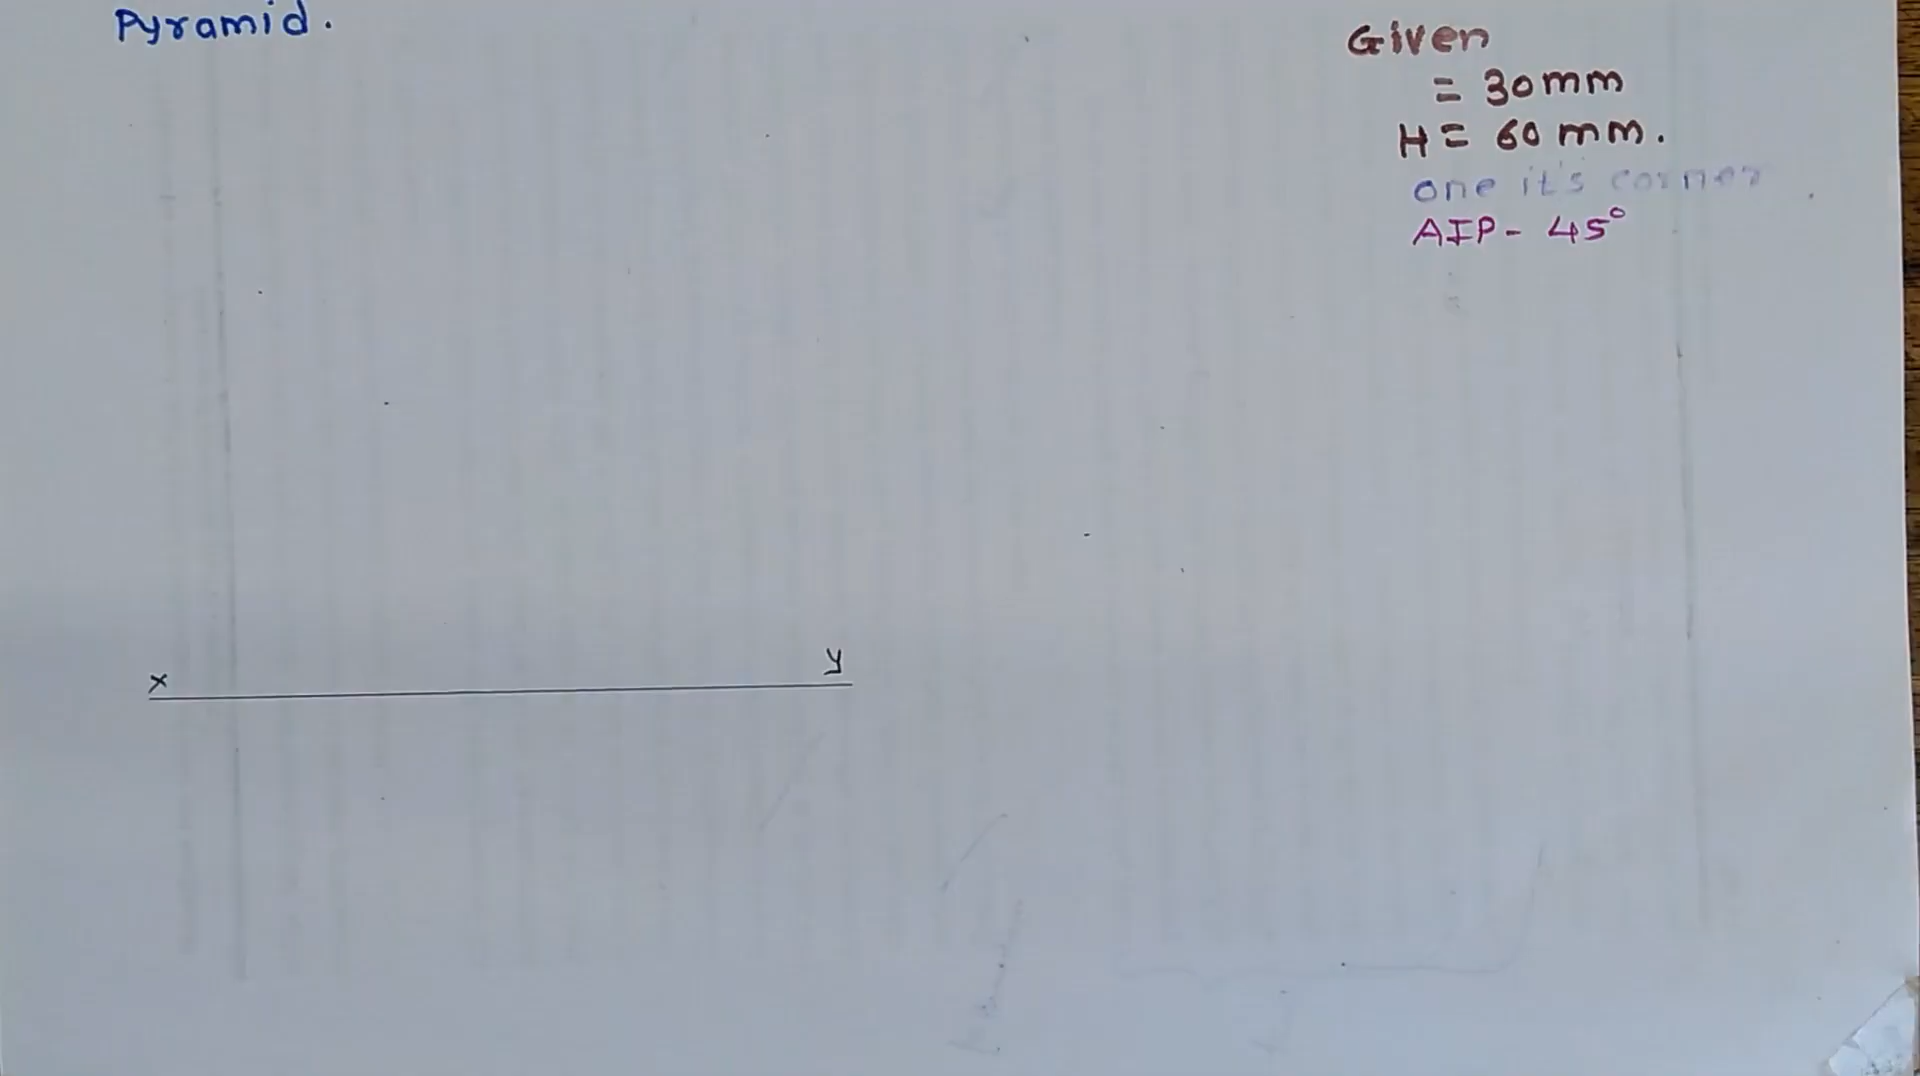 Pyramid.
Given
= 30mm
H = 60 mm.
one it's corner
AIP - 45°
x
y